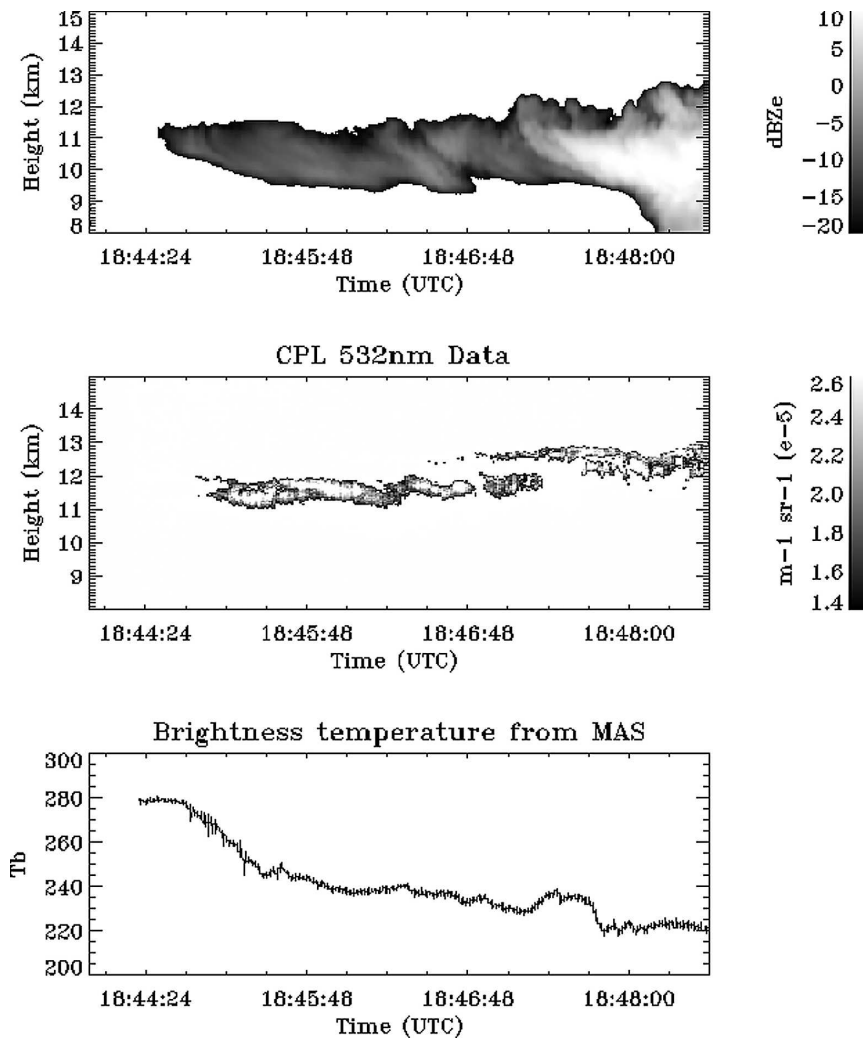 15
14
13
12
11
10
9
8
Height (km)
18:44:24 18:45:48 18:46:48 18:48:00
Time (UTC)
10
5
0
−5
−10
−15
−20
dBZe
CPL 532nm Data
14
13
12
11
10
9
Height (km)
18:44:24 18:45:48 18:46:48 18:48:00
Time (UTC)
2.6
2.4
2.2
2.0
1.8
1.6
1.4
m−1 sr−1 (e−5)
Brightness temperature from MAS
300
280
260
240
220
200
Tb
18:44:24 18:45:48 18:46:48 18:48:00
Time (UTC)